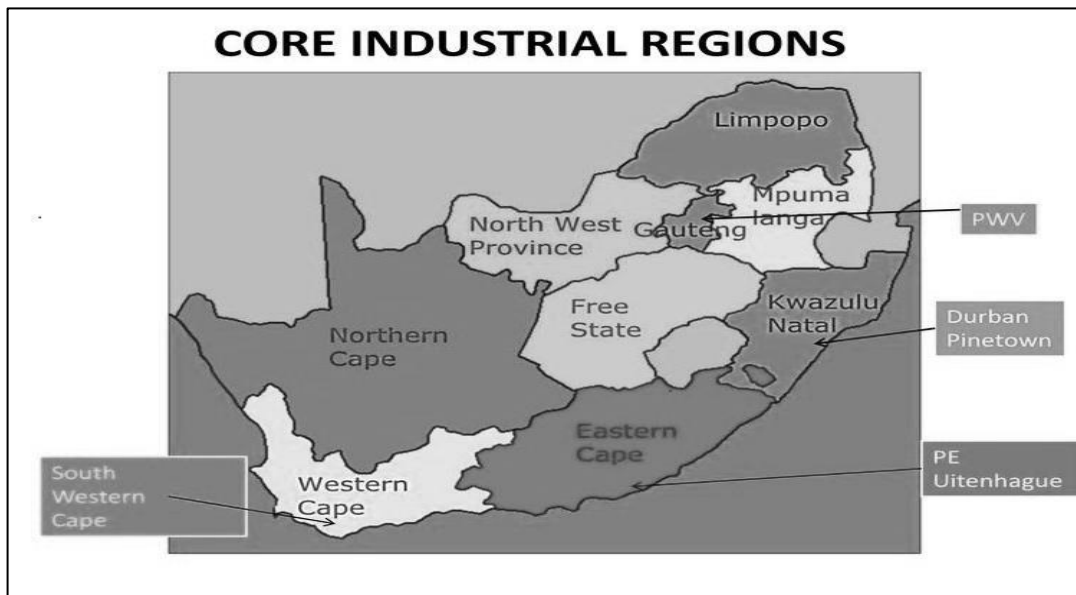 CORE INDUSTRIAL REGIONS
Limpopo
Mpuma
langa
North West
Province
Gauteng
PWV
Free
State
Kwazulu
Natal
Durban
Pinetown
Northern
Cape
Eastern
Cape
PE
Uitenhague
South
Western
Cape
Western
Cape